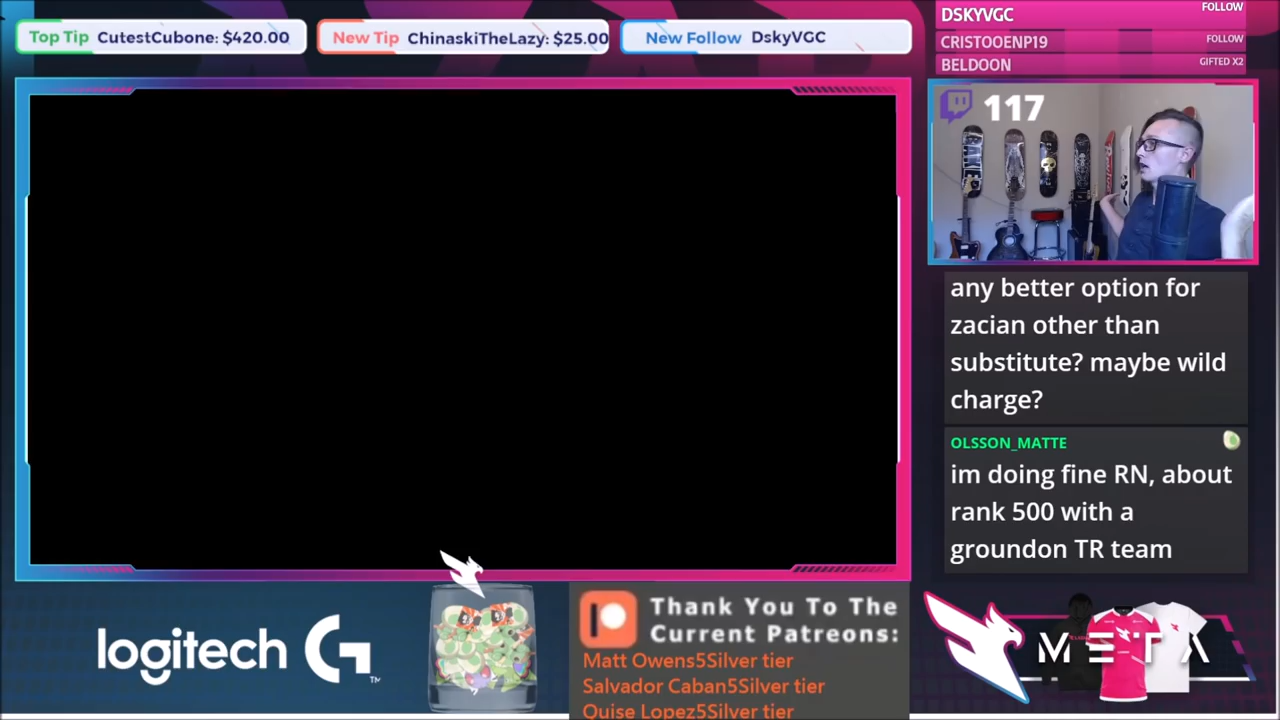 Top Tip CutestCubone: $420.00
New Tip ChinaskiTheLazy: $25.00
New Follow DskyVGC
DSKYVGC FOLLOW
CRISTOOENP19 FOLLOW
BELDOON GIFTED X2
117
any better option for
zacian other than
substitute? maybe wild
charge?
OLSSON_MATTE
im doing fine RN, about
rank 500 with a
groundon TR team
logitech G
TM
Thank You To The
Current Patreons:
Matt Owens5Silver tier
Salvador Caban5Silver tier
Quise Lopez5Silver tier
META